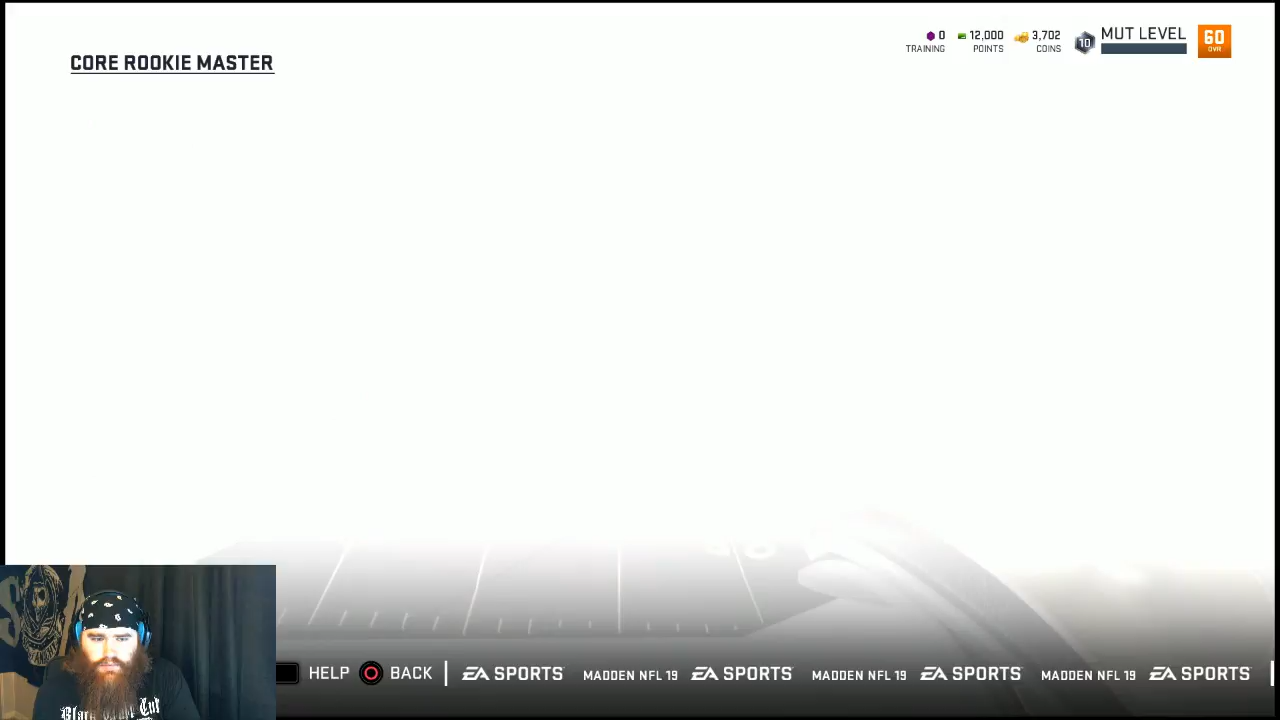 CORE ROOKIE MASTER
0 TRAINING
12,000 POINTS
3,702 COINS
10
MUT LEVEL
60 OVR
HELP
BACK
EA SPORTS MADDEN NFL 19 EA SPORTS MADDEN NFL 19 EA SPORTS MADDEN NFL 19 EA SPORTS